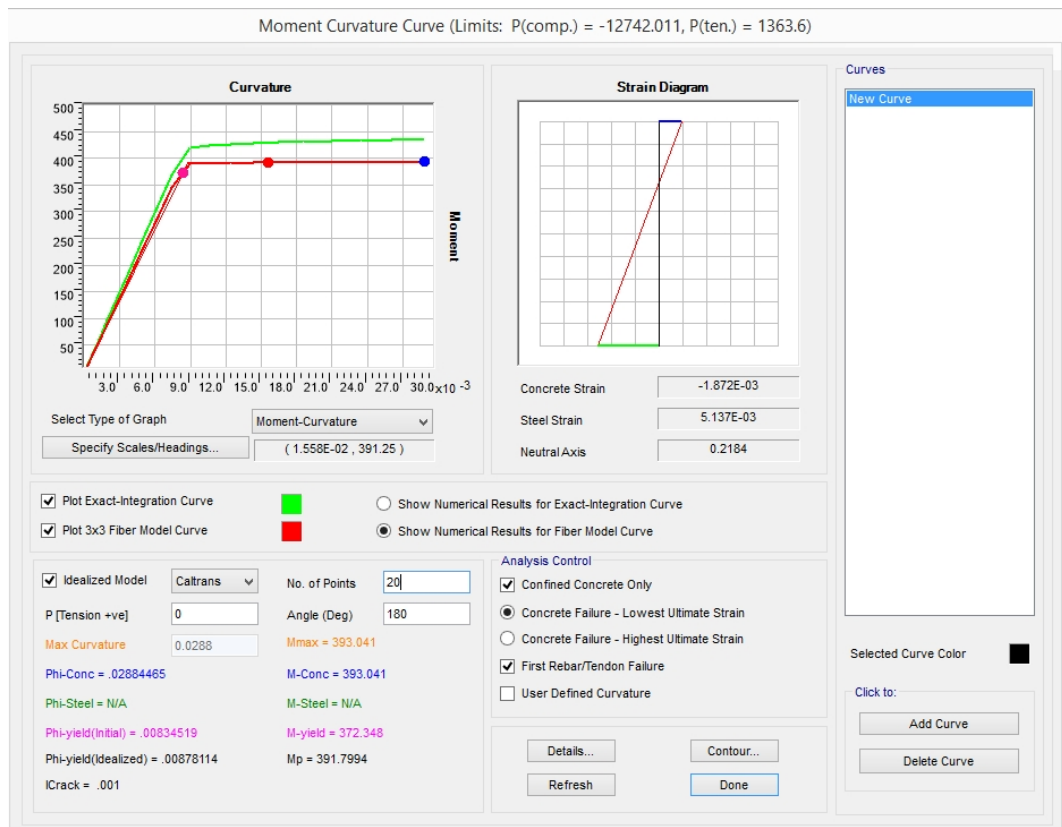 Moment Curvature Curve (Limits: P(comp.) = -12742.011, P(ten.) = 1363.6)
Curvature
500
450
400
350
300
250
200
150
100
50
Moment
3.0 6.0 9.0 12.0 15.0 18.0 21.0 24.0 27.0 30.0 x10 -3
Select Type of Graph
Moment-Curvature
Specify Scales/Headings...
( 1.558E-02 , 391.25 )
Strain Diagram
Concrete Strain
-1.872E-03
Steel Strain
5.137E-03
Neutral Axis
0.2184
Curves
New Curve
Plot Exact-Integration Curve
Show Numerical Results for Exact-Integration Curve
Plot 3x3 Fiber Model Curve
Show Numerical Results for Fiber Model Curve
Idealized Model
Caltrans
No. of Points
20
P [Tension +ve]
0
Angle (Deg)
180
Max Curvature
0.0288
Mmax = 393.041
Phi-Conc = .02884465
M-Conc = 393.041
Phi-Steel = N/A
M-Steel = N/A
Phi-yield(Initial) = .00834519
M-yield = 372.348
Phi-yield(Idealized) = .00878114
Mp = 391.7994
ICrack = .001
Analysis Control
Confined Concrete Only
Concrete Failure - Lowest Ultimate Strain
Concrete Failure - Highest Ultimate Strain
First Rebar/Tendon Failure
User Defined Curvature
Details...
Contour...
Refresh
Done
Selected Curve Color
Click to:
Add Curve
Delete Curve